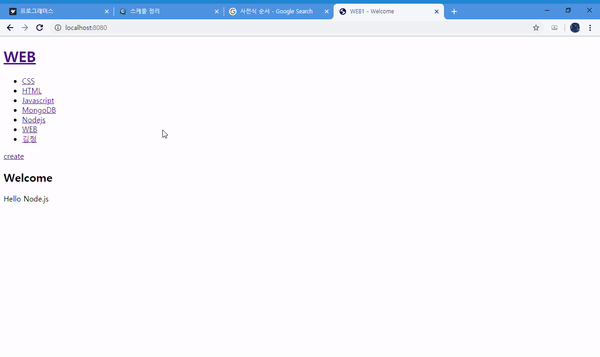 프로그래머스
스케줄 정리
사전식 순서 - Google Search
WEB1 - Welcome
localhost:8080
WEB
CSS
HTML
Javascript
MongoDB
Nodejs
WEB
김정
create
Welcome
Hello Node.js